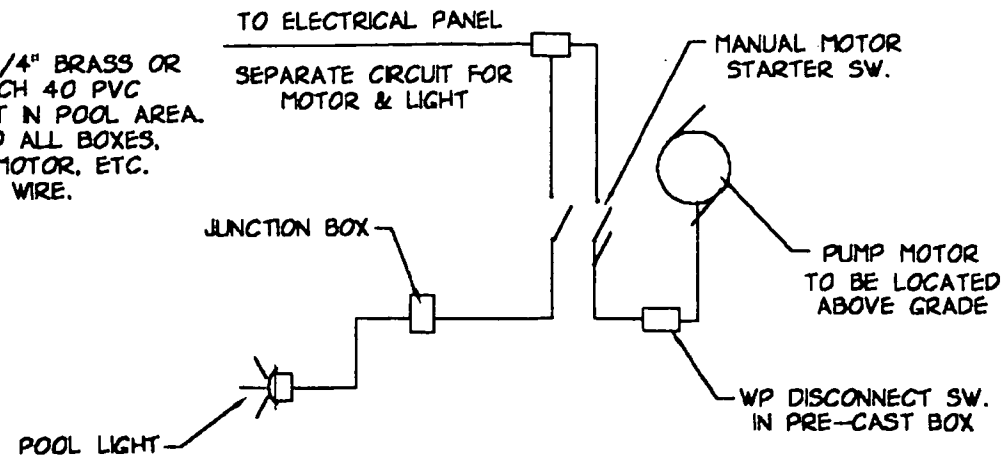 TO ELECTRICAL PANEL
SEPARATE CIRCUIT FOR
MOTOR & LIGHT
/4" BRASS OR
CH 40 PVC
T IN POOL AREA.
ALL BOXES,
MOTOR, ETC.
WIRE.
MANUAL MOTOR
STARTER SW.
JUNCTION BOX
PUMP MOTOR
TO BE LOCATED
ABOVE GRADE
WP DISCONNECT SW.
IN PRE-CAST BOX
POOL LIGHT